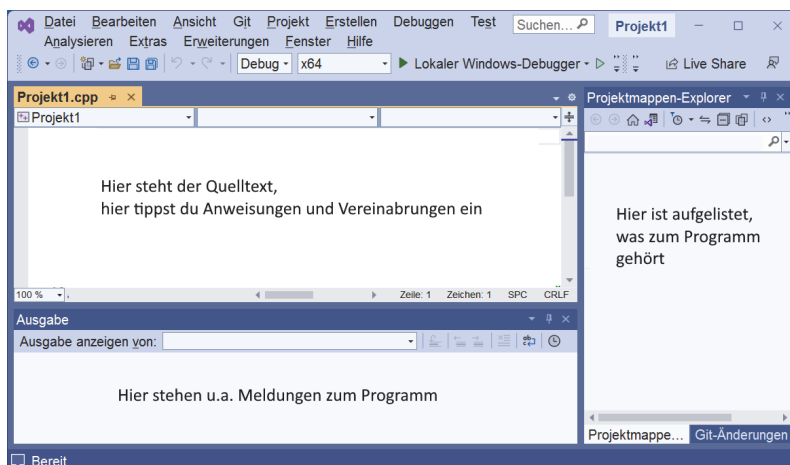 Datei Bearbeiten Ansicht Git Projekt Erstellen Debuggen Test Suchen... Projekt1
Analysieren Extras Erweiterungen Fenster Hilfe
Debug x64 Lokaler Windows-Debugger Live Share
Projekt1.cpp
Projekt1
Hier steht der Quelltext,
hier tippst du Anweisungen und Vereinabrungen ein
100 % Zeile: 1 Zeichen: 1 SPC CRLF
Ausgabe
Ausgabe anzeigen von:
Hier stehen u.a. Meldungen zum Programm
Projektmappen-Explorer
Hier ist aufgelistet,
was zum Programm
gehört
Projektmappe... Git-Änderungen
Bereit